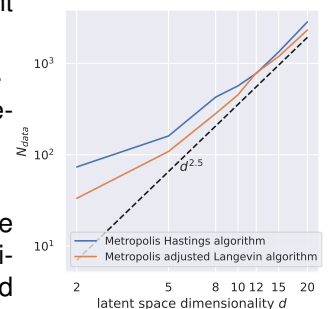 nt
e-
e
i-
d
10³
10²
10¹
N_data
d^2.5
Metropolis Hastings algorithm
Metropolis adjusted Langevin algorithm
2 5 8 10 12 15 20
latent space dimensionality d